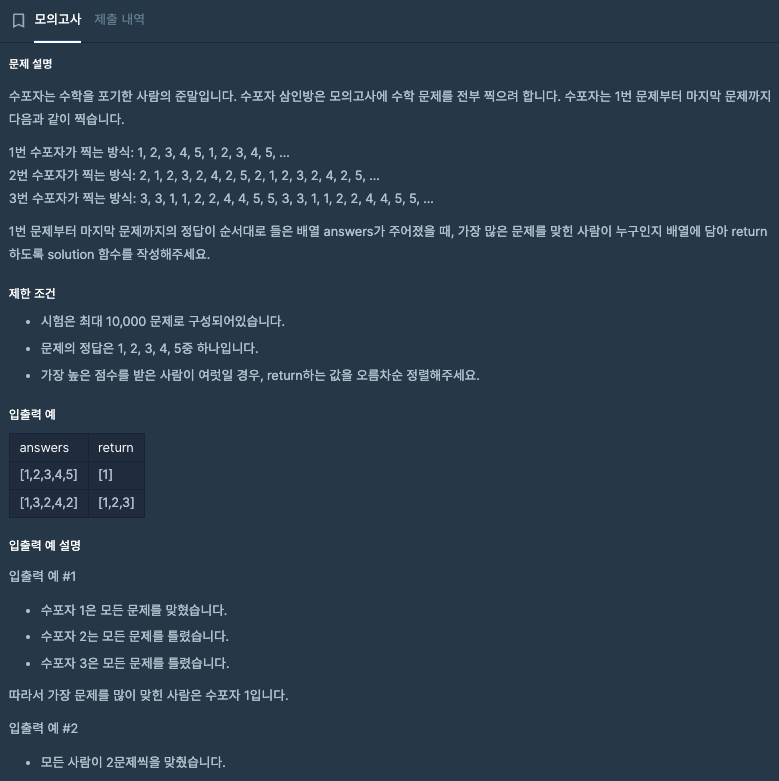 모의고사 제출 내역
문제 설명
수포자는 수학을 포기한 사람의 준말입니다. 수포자 삼인방은 모의고사에 수학 문제를 전부 찍으려 합니다. 수포자는 1번 문제부터 마지막 문제까지
다음과 같이 찍습니다.
1번 수포자가 찍는 방식: 1, 2, 3, 4, 5, 1, 2, 3, 4, 5, ...
2번 수포자가 찍는 방식: 2, 1, 2, 3, 2, 4, 2, 5, 2, 1, 2, 3, 2, 4, 2, 5, ...
3번 수포자가 찍는 방식: 3, 3, 1, 1, 2, 2, 4, 4, 5, 5, 3, 3, 1, 1, 2, 2, 4, 4, 5, 5, ...
1번 문제부터 마지막 문제까지의 정답이 순서대로 들은 배열 answers가 주어졌을 때, 가장 많은 문제를 맞힌 사람이 누구인지 배열에 담아 return
하도록 solution 함수를 작성해주세요.
제한 조건
• 시험은 최대 10,000 문제로 구성되어있습니다.
• 문제의 정답은 1, 2, 3, 4, 5중 하나입니다.
• 가장 높은 점수를 받은 사람이 여럿일 경우, return하는 값을 오름차순 정렬해주세요.
입출력 예
answers return
[1,2,3,4,5] [1]
[1,3,2,4,2] [1,2,3]
입출력 예 설명
입출력 예 #1
• 수포자 1은 모든 문제를 맞혔습니다.
• 수포자 2는 모든 문제를 틀렸습니다.
• 수포자 3은 모든 문제를 틀렸습니다.
따라서 가장 문제를 많이 맞힌 사람은 수포자 1입니다.
입출력 예 #2
• 모든 사람이 2문제씩을 맞췄습니다.